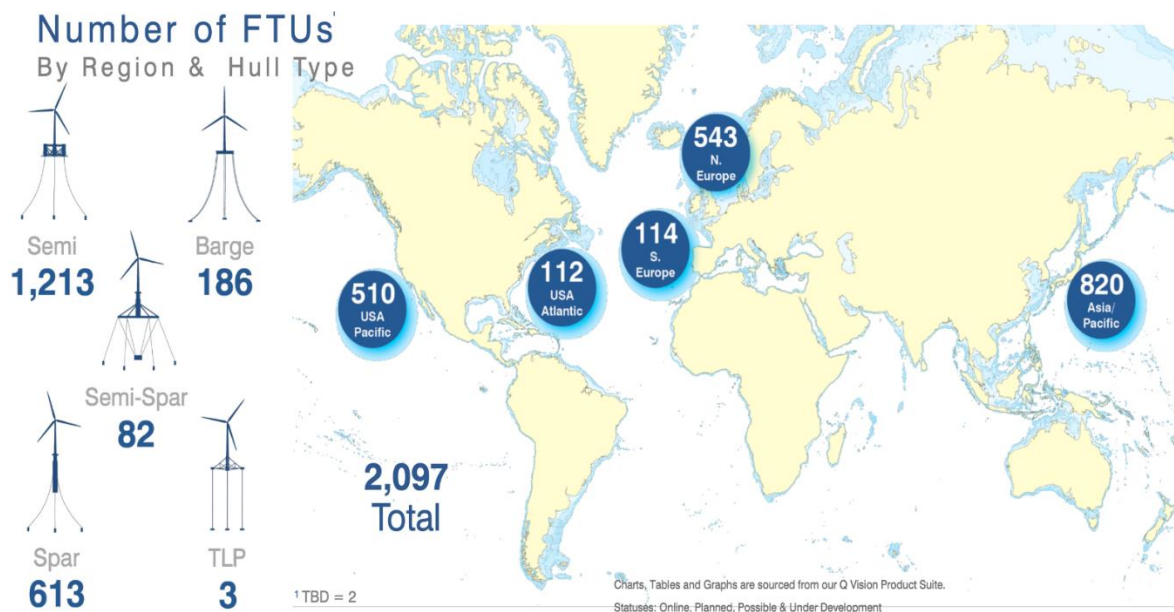 Number of FTUs¹
By Region & Hull Type
Semi
1,213
Barge
186
Semi-Spar
82
Spar
613
TLP
3
510
USA
Pacific
112
USA
Atlantic
543
N.
Europe
114
S.
Europe
820
Asia/
Pacific
2,097
Total
¹ TBD = 2
Charts, Tables and Graphs are sourced from our Q Vision Product Suite.
Statuses: Online, Planned, Possible & Under Development